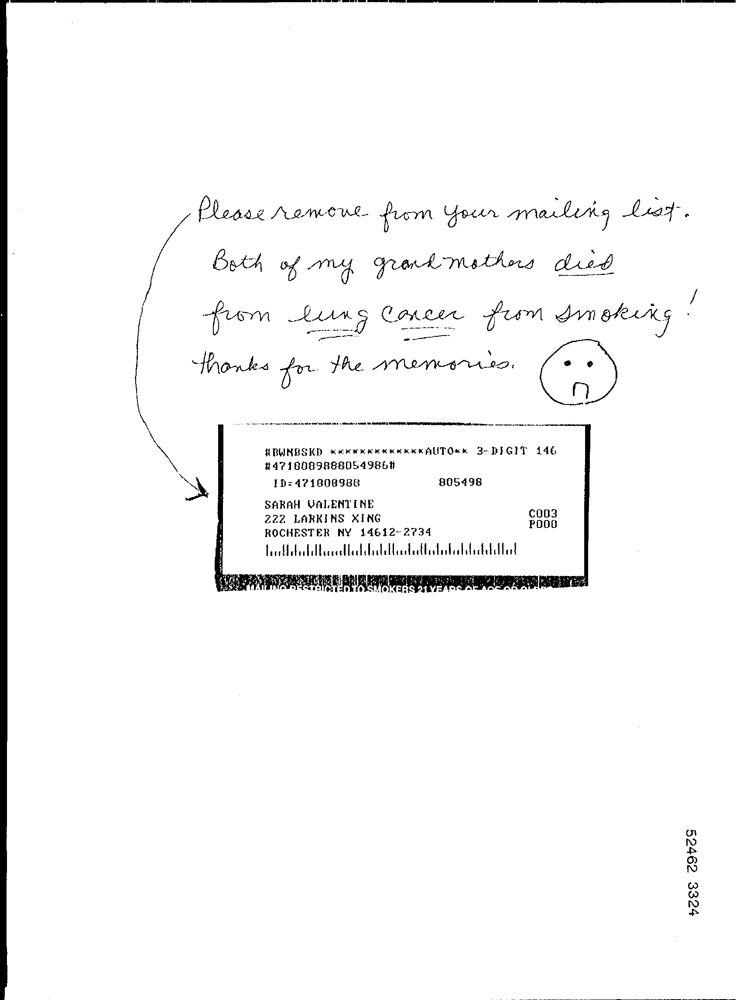 Please remove from your mailing list.
Both of my grandmothers died
from lung cancer from smoking!
thanks for the memories.
#BWNBSKD *************AUTO** 3-DIGIT 146
#4718089888054986#
ID=471808988 805498
SARAH VALENTINE
222 LARKINS XING C003
ROCHESTER NY 14612-2734 P000
MAILING RESTRICTED TO SMOKERS 21 YEARS OF AGE OR OLDER
52462 3324